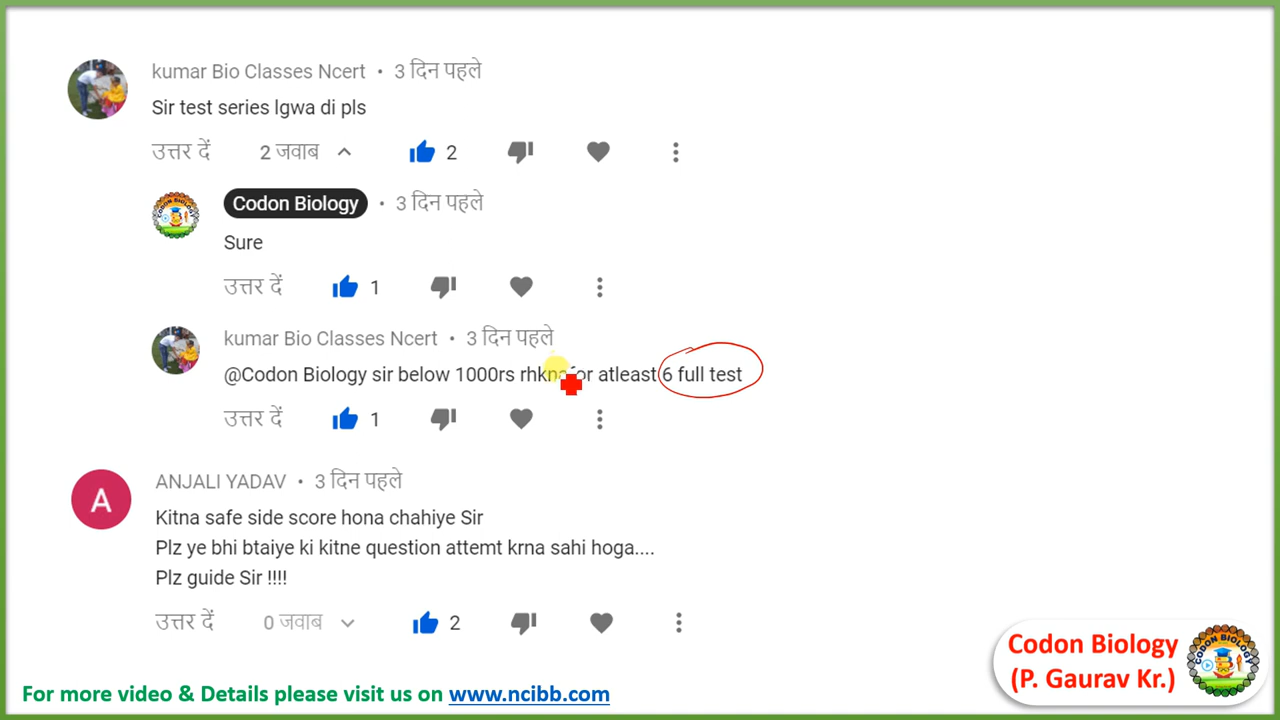 kumar Bio Classes Ncert • 3 दिन पहले
Sir test series lgwa di pls
उत्तर दें 2 जवाब 2
Codon Biology • 3 दिन पहले
Sure
उत्तर दें 1
kumar Bio Classes Ncert • 3 दिन पहले
@Codon Biology sir below 1000rs rhkna for atleast 6 full test
उत्तर दें 1
A
ANJALI YADAV • 3 दिन पहले
Kitna safe side score hona chahiye Sir
Plz ye bhi btaiye ki kitne question attemt krna sahi hoga....
Plz guide Sir !!!!
उत्तर दें 0 जवाब 2
Codon Biology
(P. Gaurav Kr.)
CODON BIOLOGY
For more video & Details please visit us on www.ncibb.com